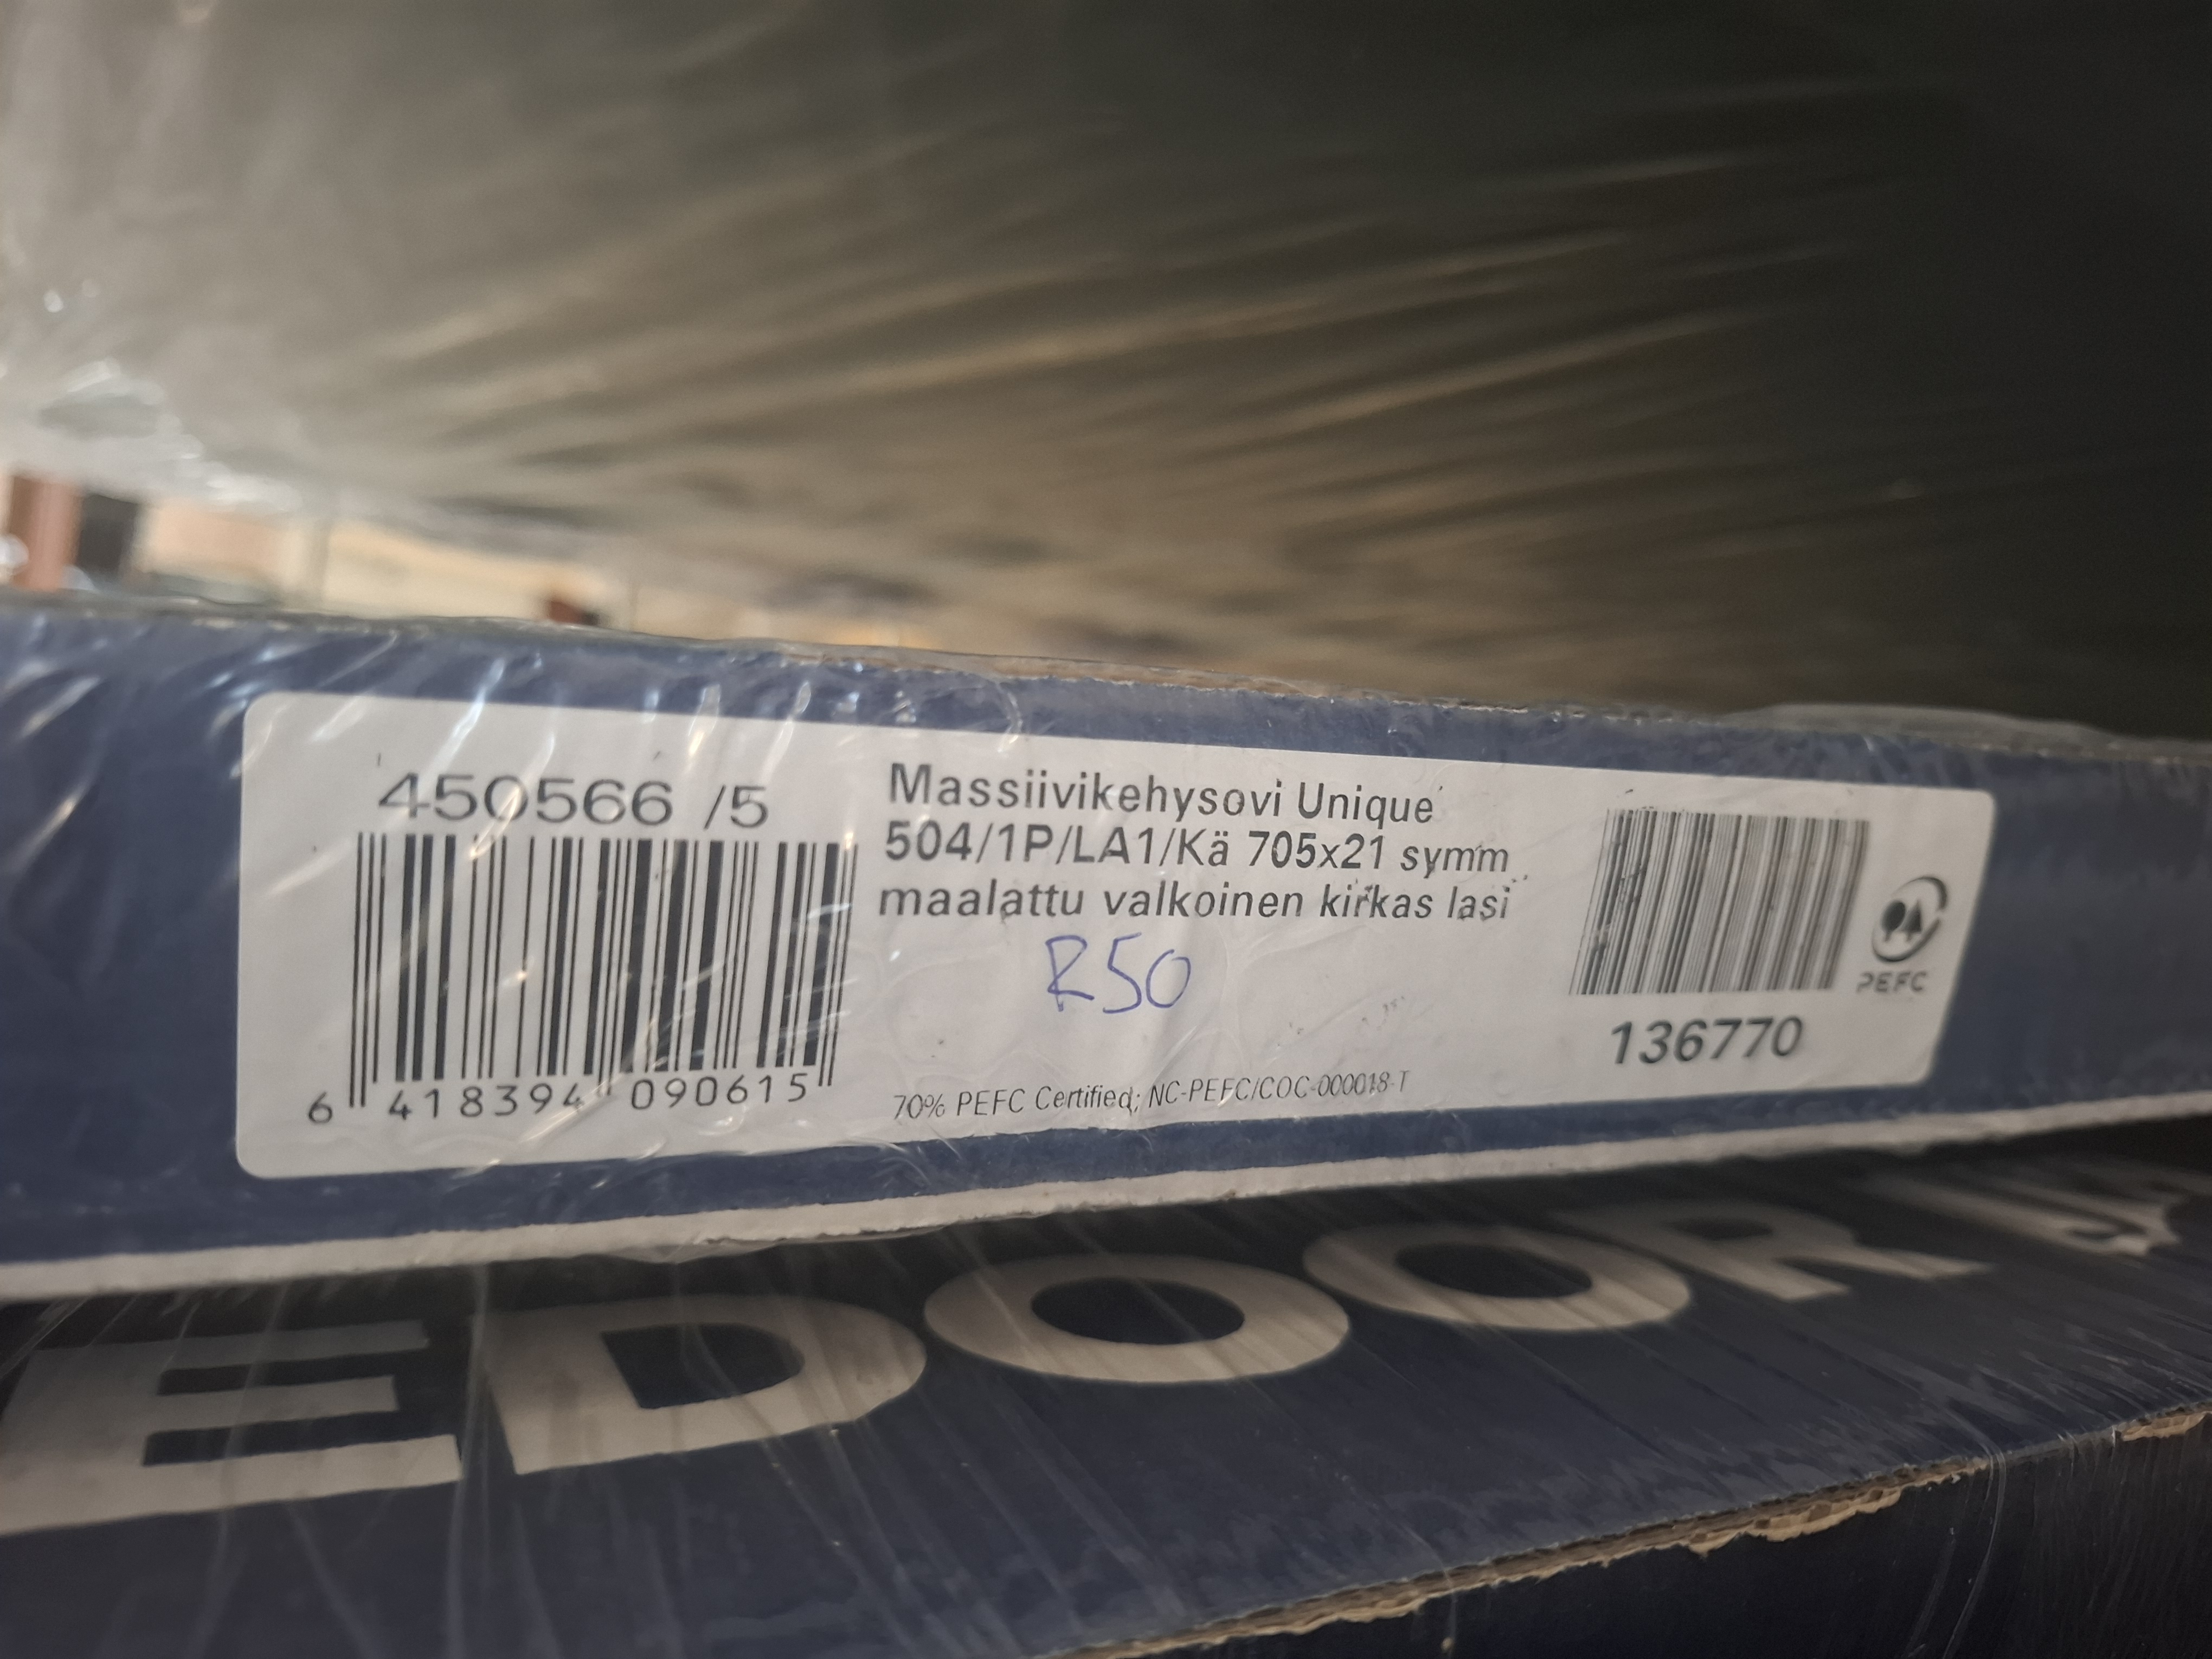 450566 /5
6 418394 090615
Massiivikehysovi Unique
504/1P/LA1/Kä 705x21 symm
maalattu valkoinen kirkas lasi
R50
70% PEFC Certified; NC-PEFC/COC-000018-T
136770
PEFC
EDOOR